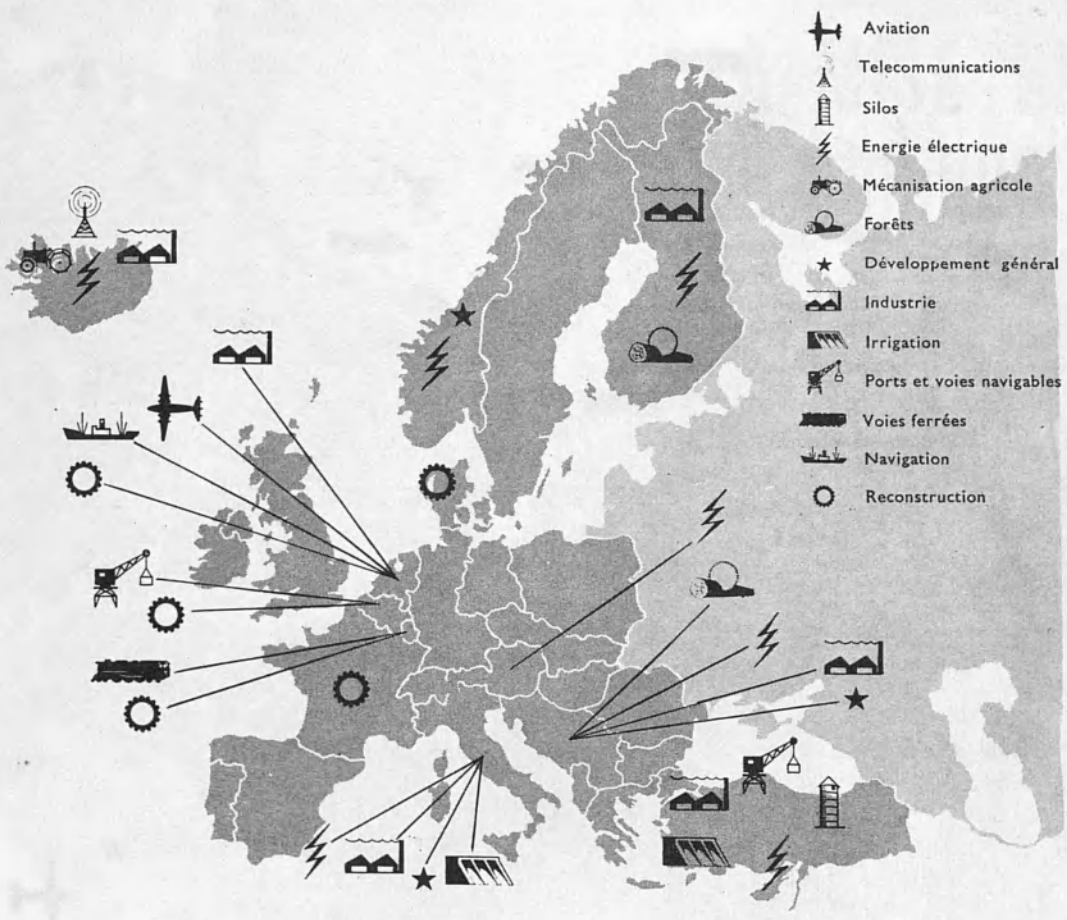 Aviation
Telecommunications
Silos
Energie électrique
Mécanisation agricole
Forêts
Développement général
Industrie
Irrigation
Ports et voies navigables
Voies ferrées
Navigation
Reconstruction